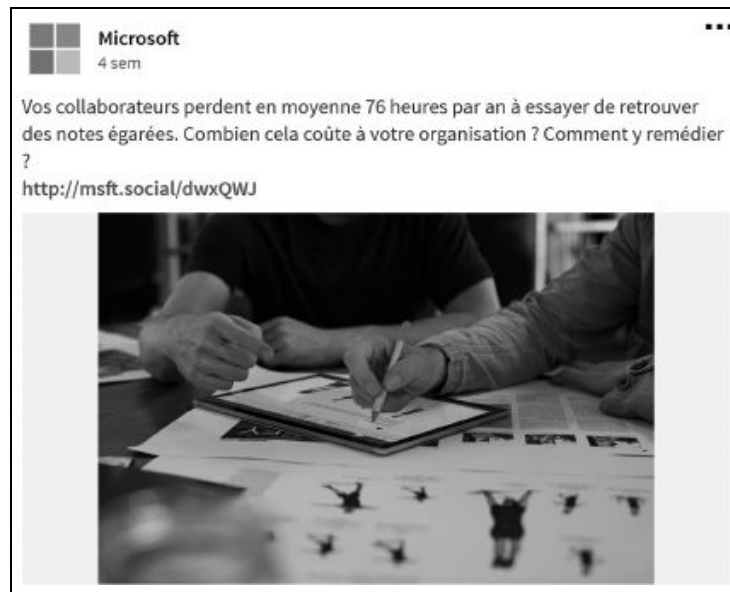 Microsoft
4 sem
Vos collaborateurs perdent en moyenne 76 heures par an à essayer de retrouver
des notes égarées. Combien cela coûte à votre organisation ? Comment y remédier
?
http://msft.social/dwxQWJ